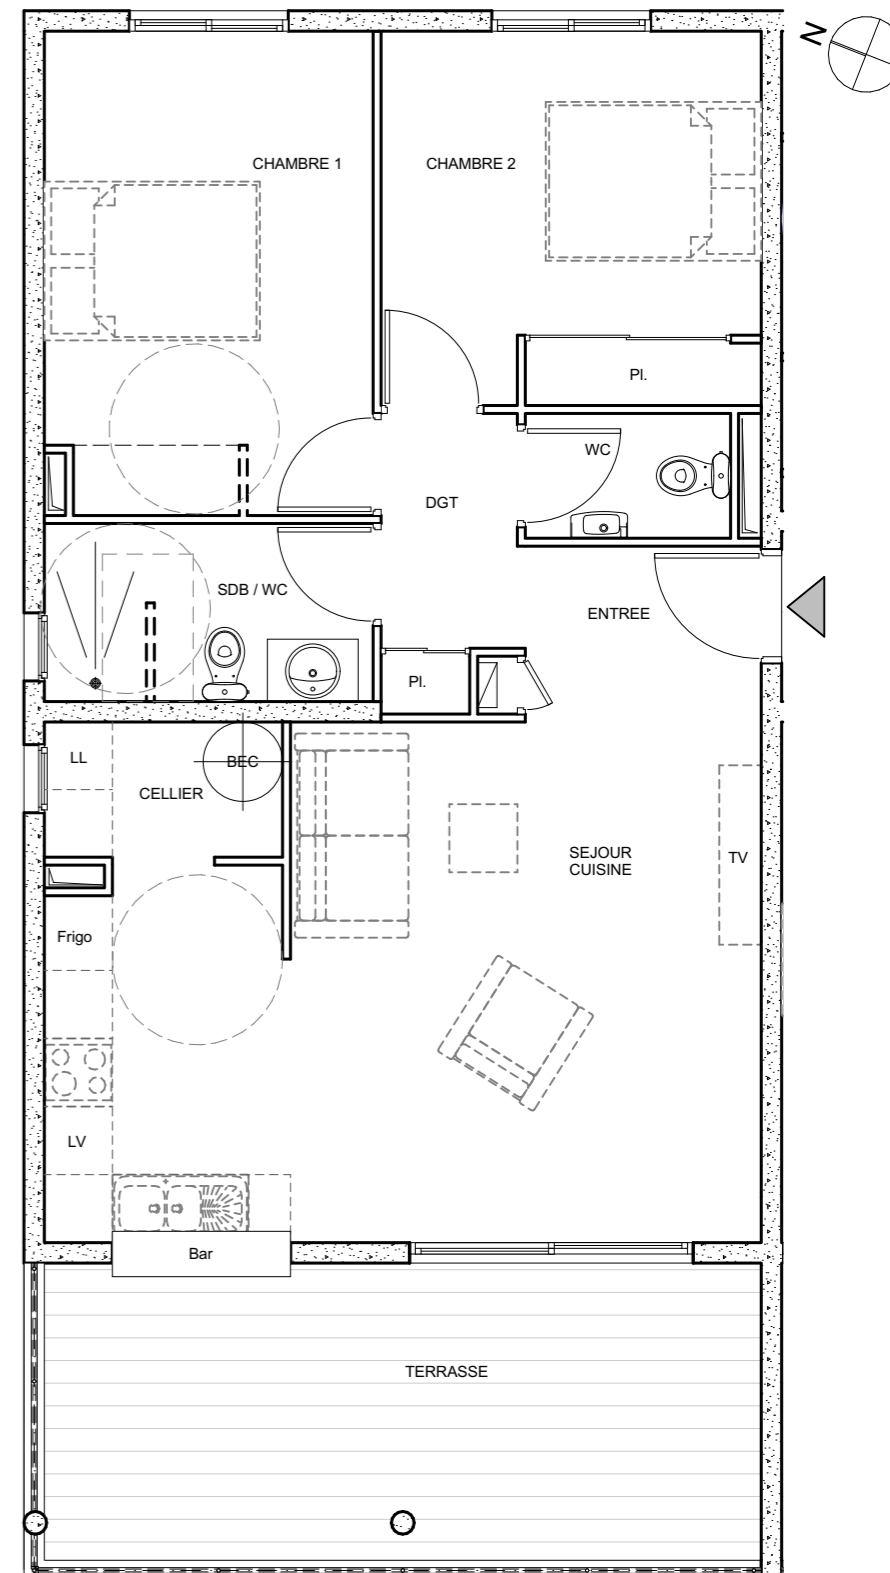 N
CHAMBRE 1
CHAMBRE 2
Pl.
WC
DGT
SDB / WC
ENTREE
Pl.
LL
BEC
CELLIER
SEJOUR
CUISINE
TV
Frigo
LV
Bar
TERRASSE